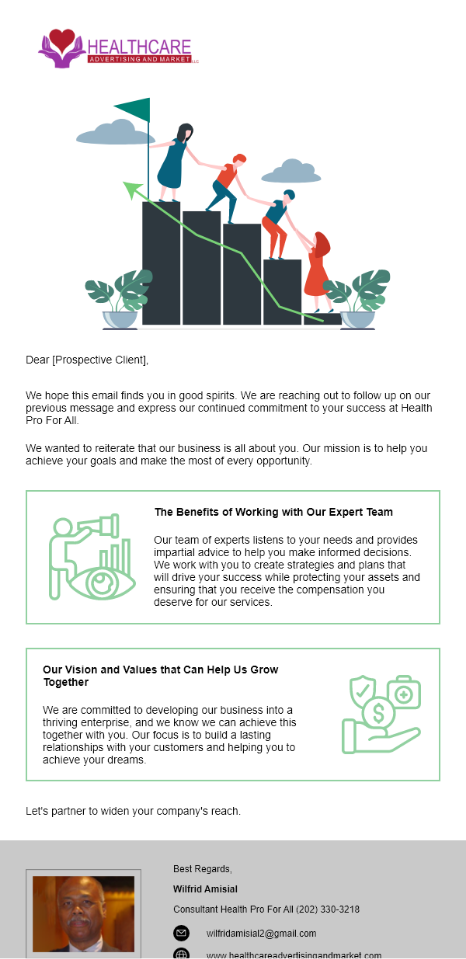 HEALTHCARE
ADVERTISING AND MARKET LLC
Dear [Prospective Client],
We hope this email finds you in good spirits. We are reaching out to follow up on our
previous message and express our continued commitment to your success at Health
Pro For All.
We wanted to reiterate that our business is all about you. Our mission is to help you
achieve your goals and make the most of every opportunity.
The Benefits of Working with Our Expert Team
Our team of experts listens to your needs and provides
impartial advice to help you make informed decisions.
We work with you to create strategies and plans that
will drive your success while protecting your assets and
ensuring that you receive the compensation you
deserve for our services.
Our Vision and Values that Can Help Us Grow
Together
We are committed to developing our business into a
thriving enterprise, and we know we can achieve this
together with you. Our focus is to build a lasting
relationships with your customers and helping you to
achieve your dreams.
Let's partner to widen your company's reach.
Best Regards,
Wilfrid Amisial
Consultant Health Pro For All (202) 330-3218
wilfridamisial2@gmail.com
www.healthcareadvertisingandmarket.com